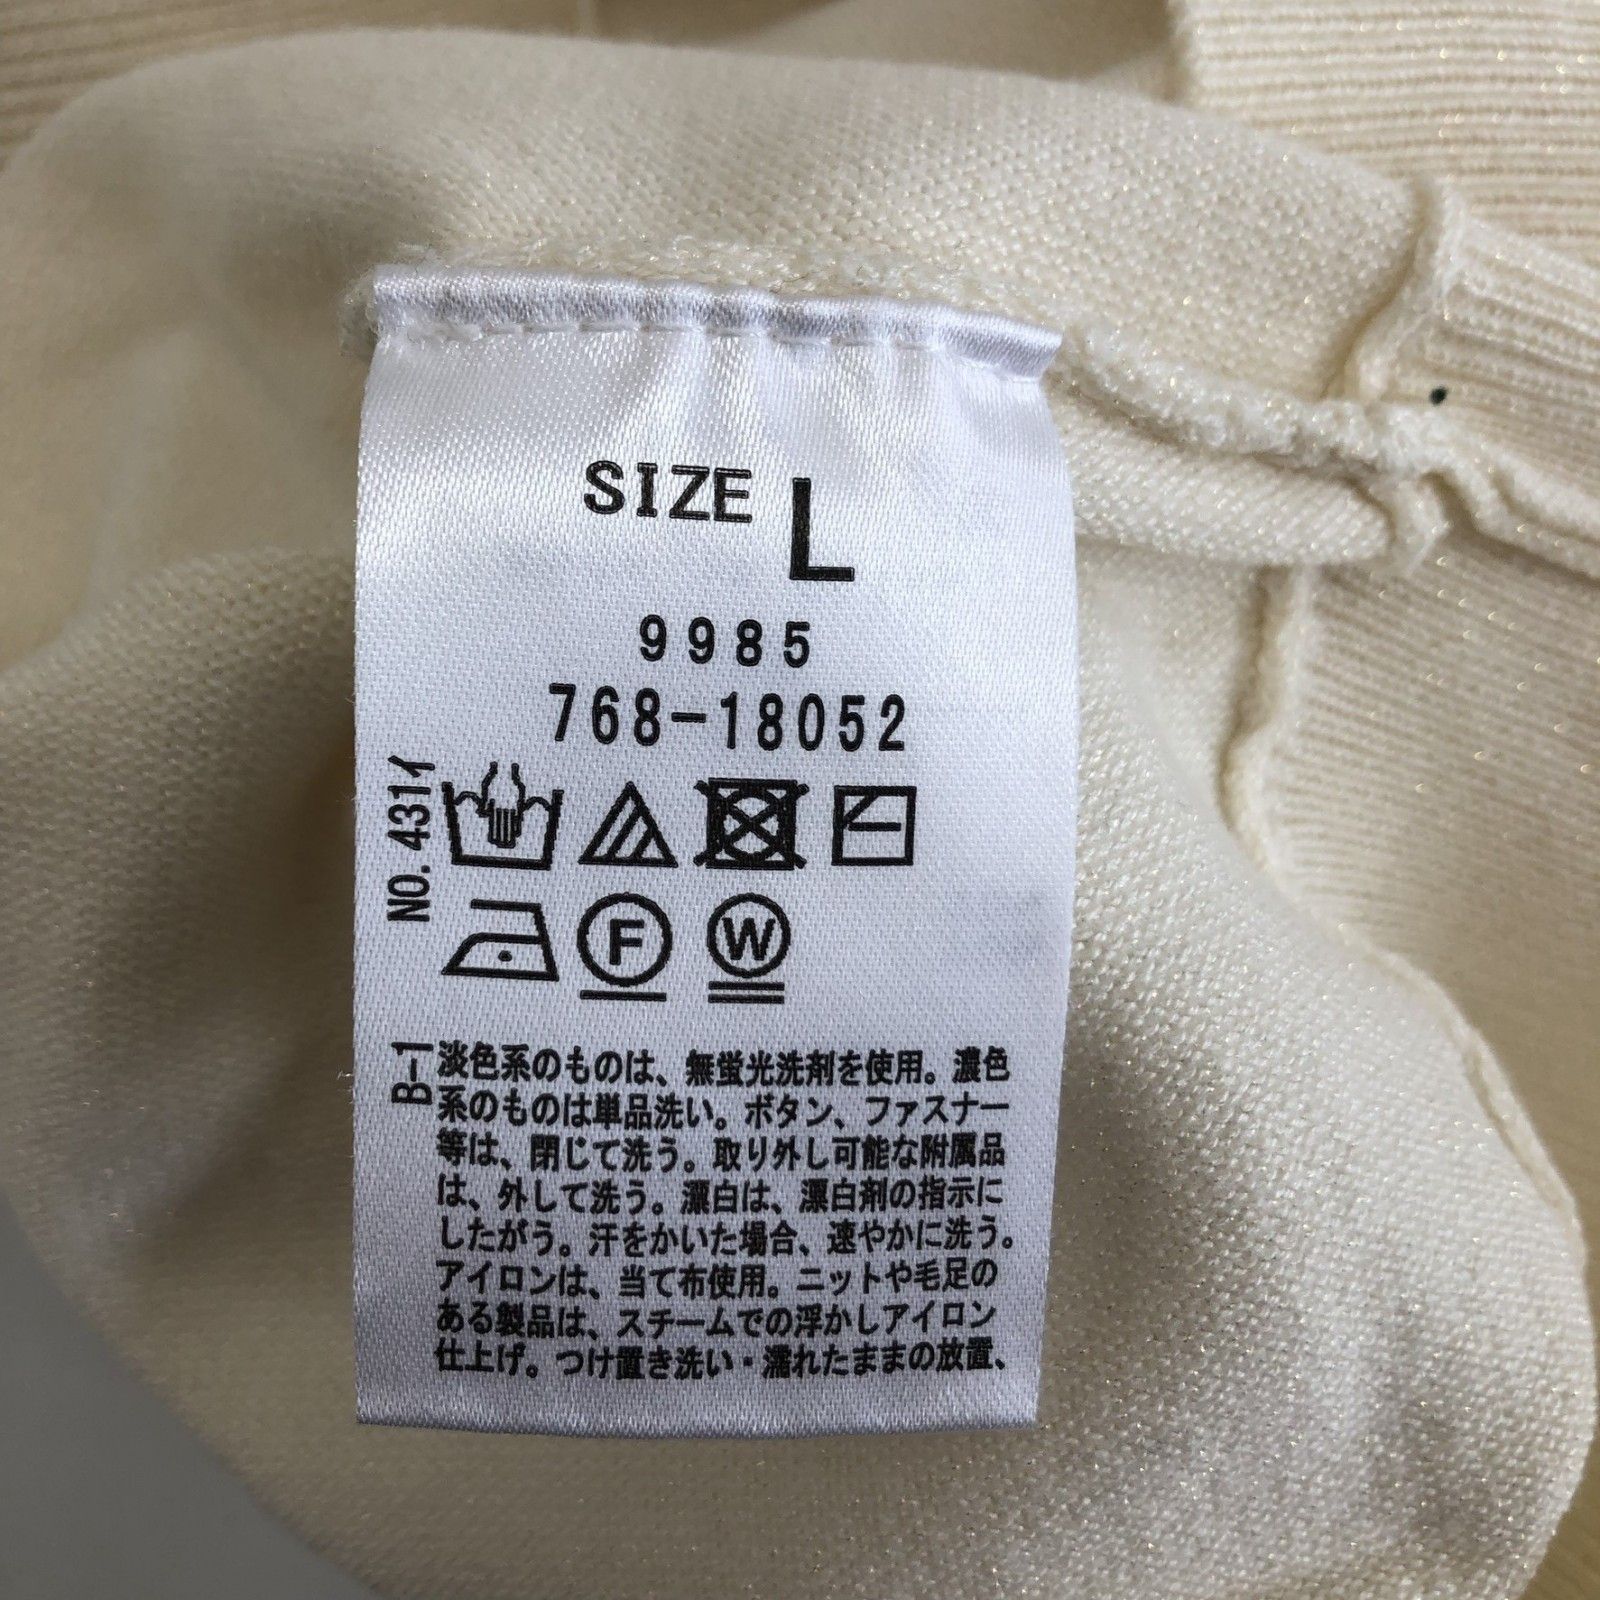 SIZE L
9985
768-18052
NO.431イ
F W
B-1
淡色系のものは、無蛍光洗剤を使用。濃色
系のものは単品洗い。ボタン、ファスナー
等は、閉じて洗う。取り外し可能な附属品
は、外して洗う。漂白は、漂白剤の指示に
したがう。汗をかいた場合、速やかに洗う。
アイロンは、当て布使用。ニットや毛足の
ある製品は、スチームでの浮かしアイロン
仕上げ。つけ置き洗い・濡れたままの放置、